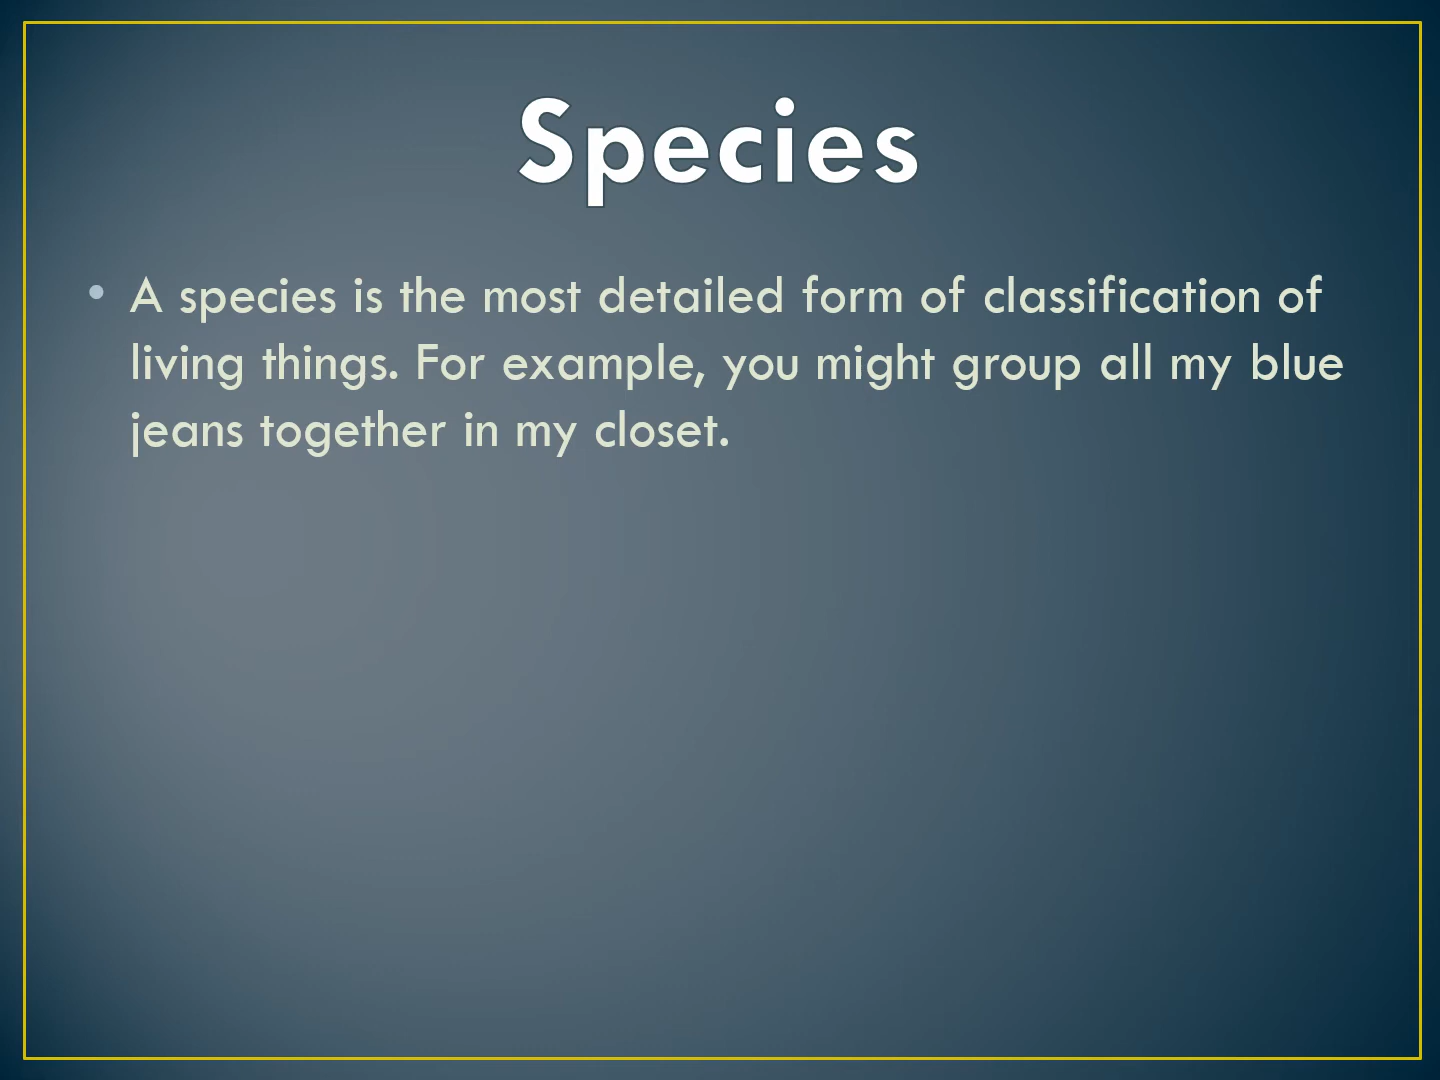 Species
• A species is the most detailed form of classification of
living things. For example, you might group all my blue
jeans together in my closet.